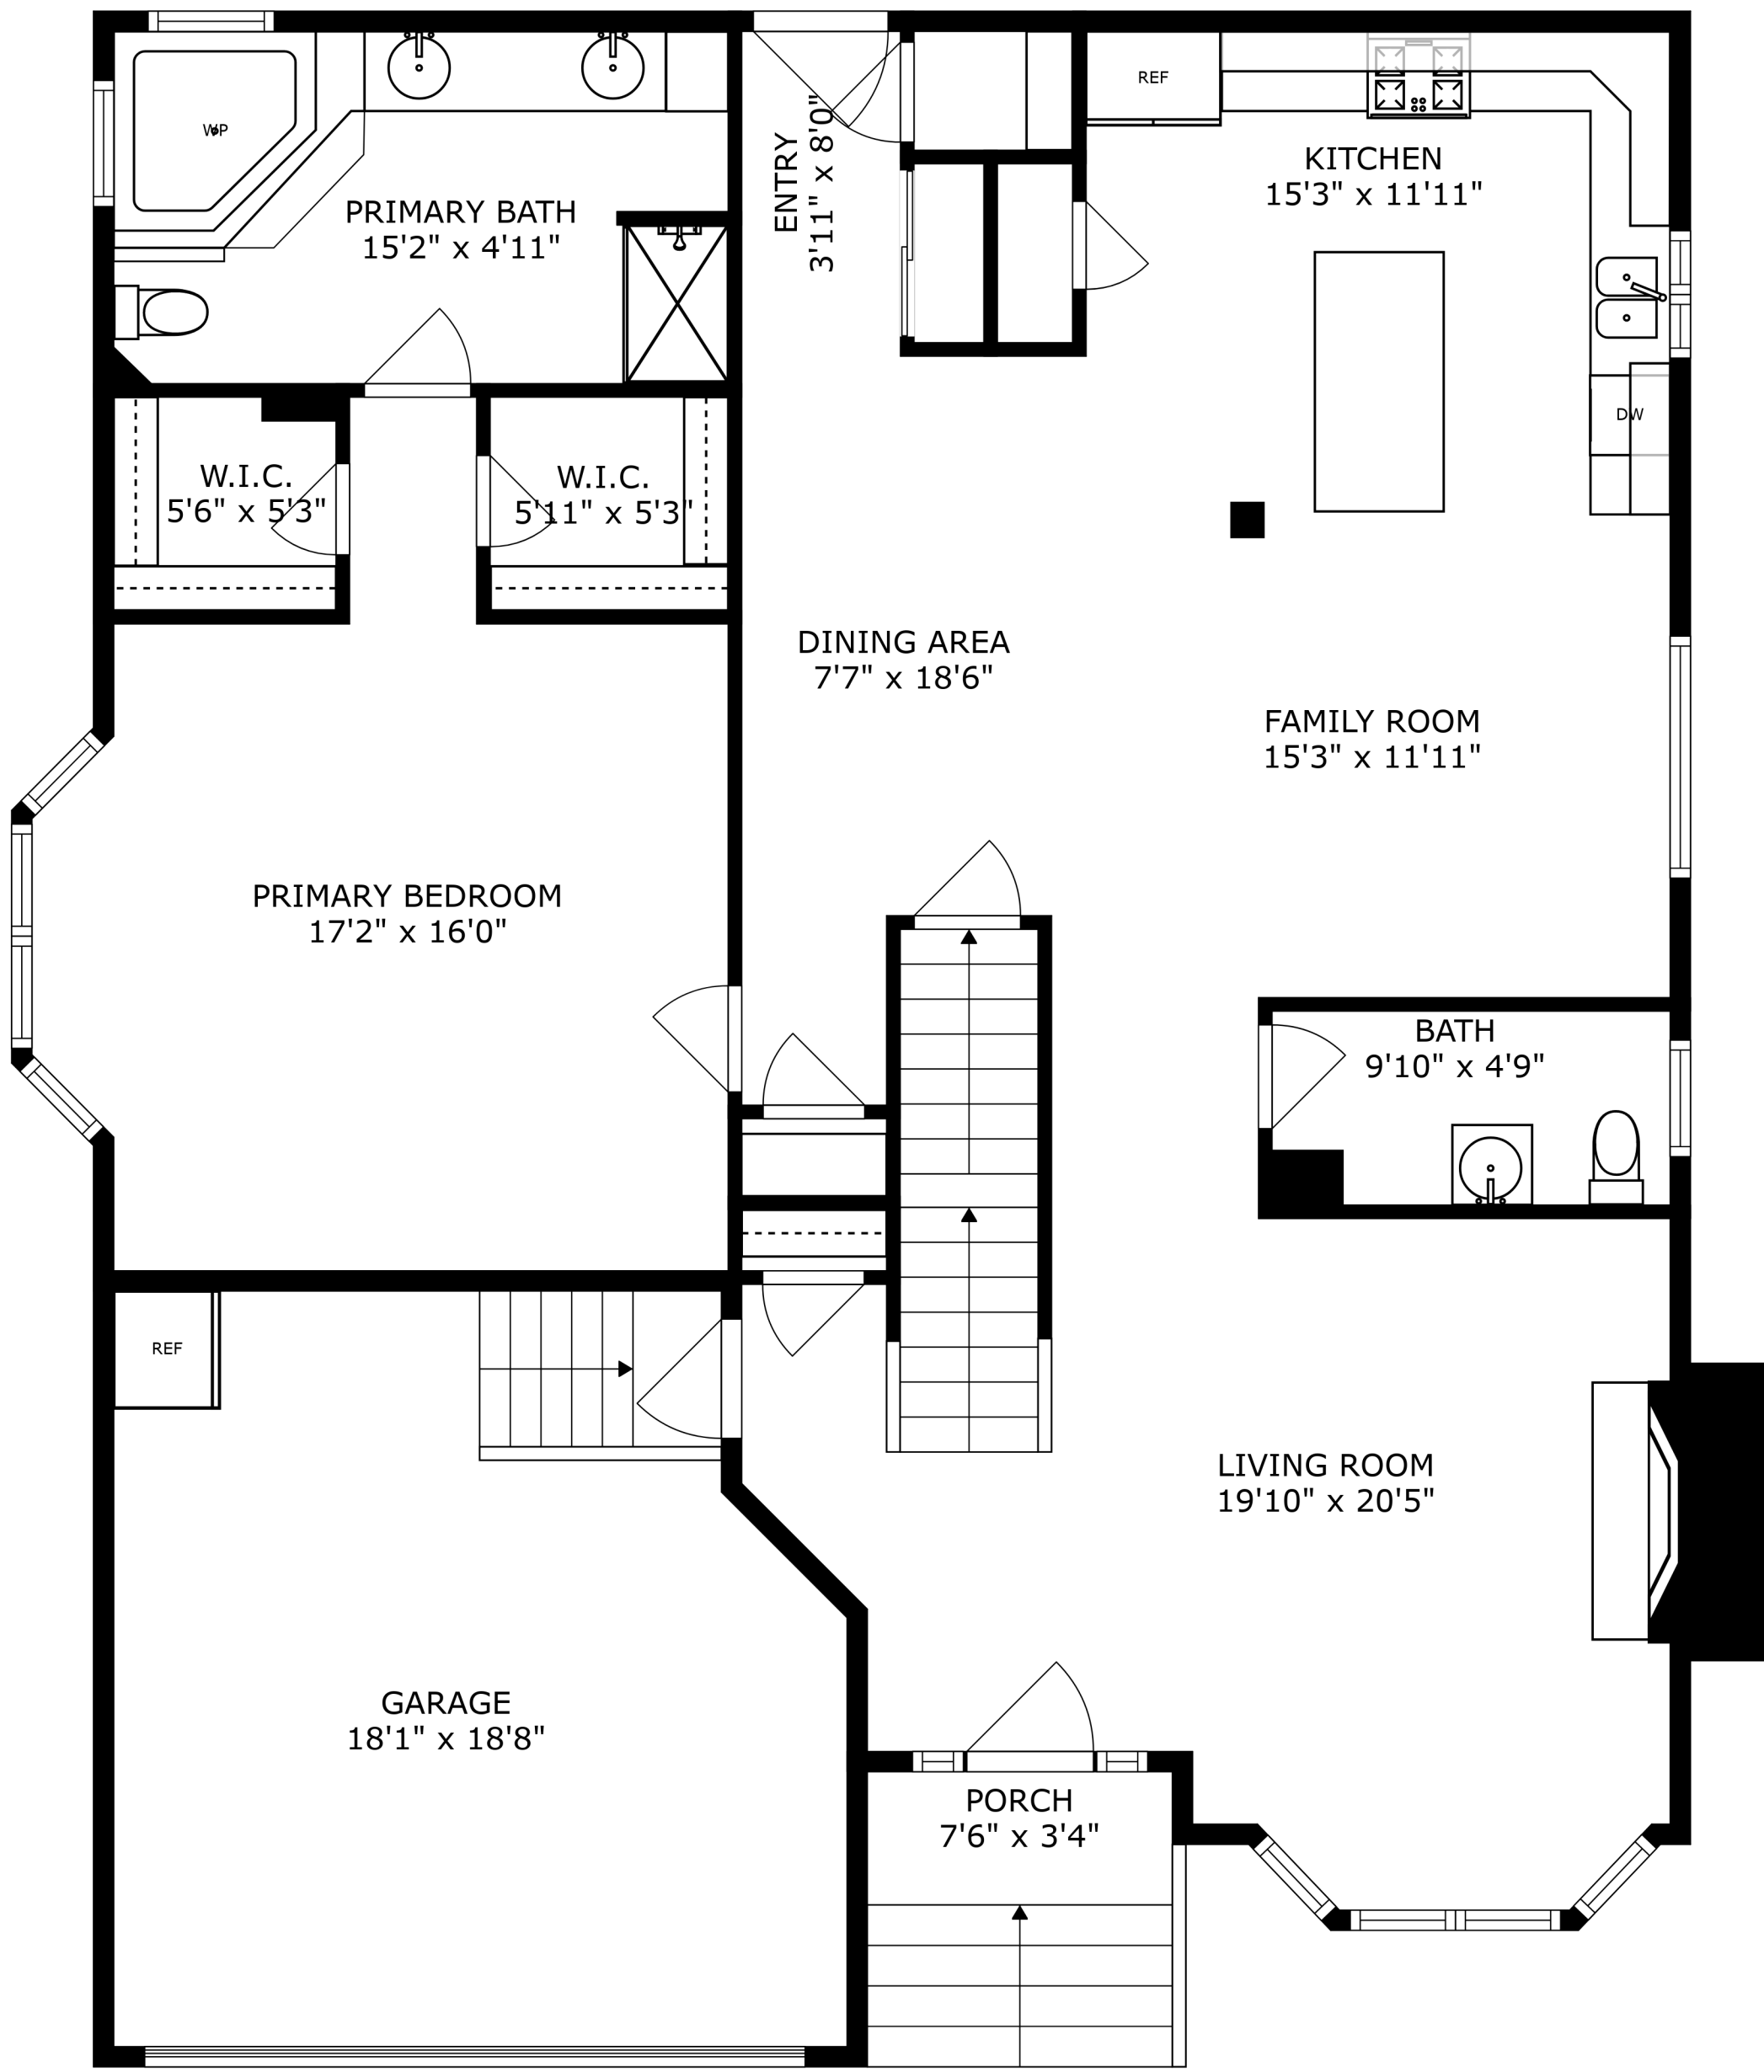 WP
PRIMARY BATH
15'2" x 4'11"
ENTRY
3'11" x 8'0"
REF
KITCHEN
15'3" x 11'11"
DW
W.I.C.
5'6" x 5'3"
W.I.C.
5'11" x 5'3"
DINING AREA
7'7" x 18'6"
FAMILY ROOM
15'3" x 11'11"
PRIMARY BEDROOM
17'2" x 16'0"
BATH
9'10" x 4'9"
REF
LIVING ROOM
19'10" x 20'5"
GARAGE
18'1" x 18'8"
PORCH
7'6" x 3'4"